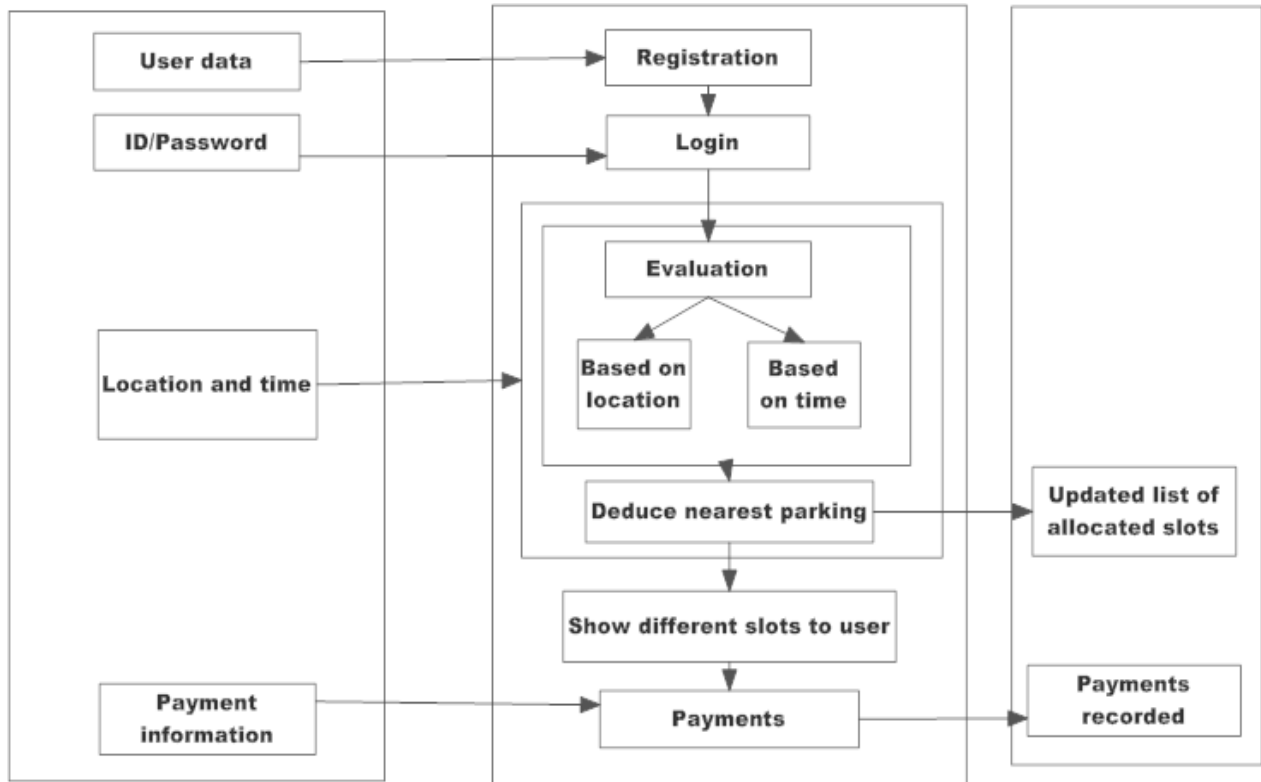 User data
Registration
ID/Password
Login
Evaluation
Location and time
Based on
location
Based
on time
Deduce nearest parking
Updated list of
allocated slots
Show different slots to user
Payment
information
Payments
Payments
recorded